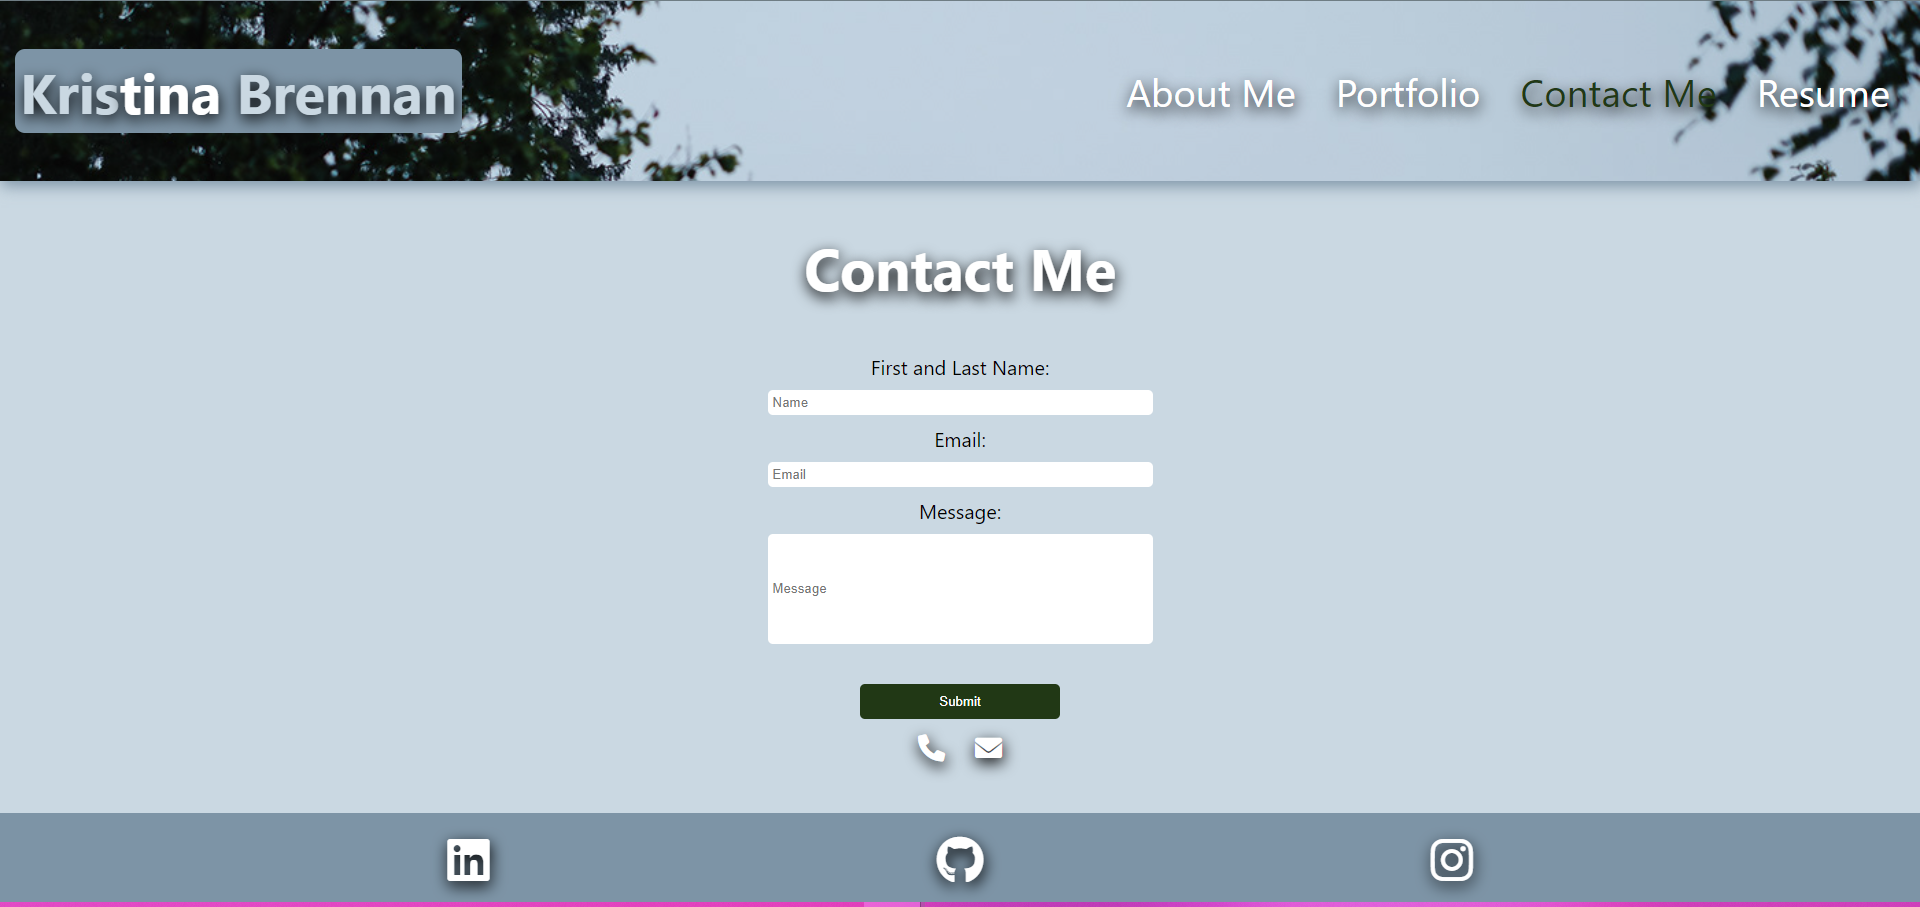 Kristina Brennan
About Me Portfolio Contact Me Resume
Contact Me
First and Last Name:
Name
Email:
Email
Message:
Message
Submit
in